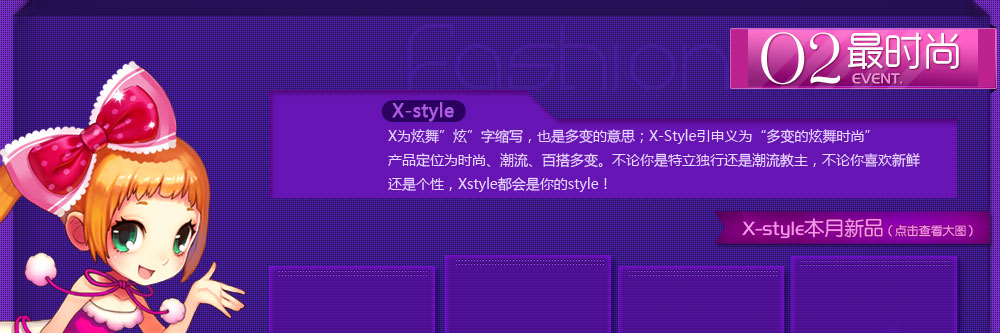 Fashion
02最时尚
EVENT.
X-style
X为炫舞”炫”字缩写，也是多变的意思；X-Style引申义为“多变的炫舞时尚”
产品定位为时尚、潮流、百搭多变。不论你是特立独行还是潮流教主，不论你喜欢新鲜
还是个性，Xstyle都会是你的style！
X-style本月新品（点击查看大图）